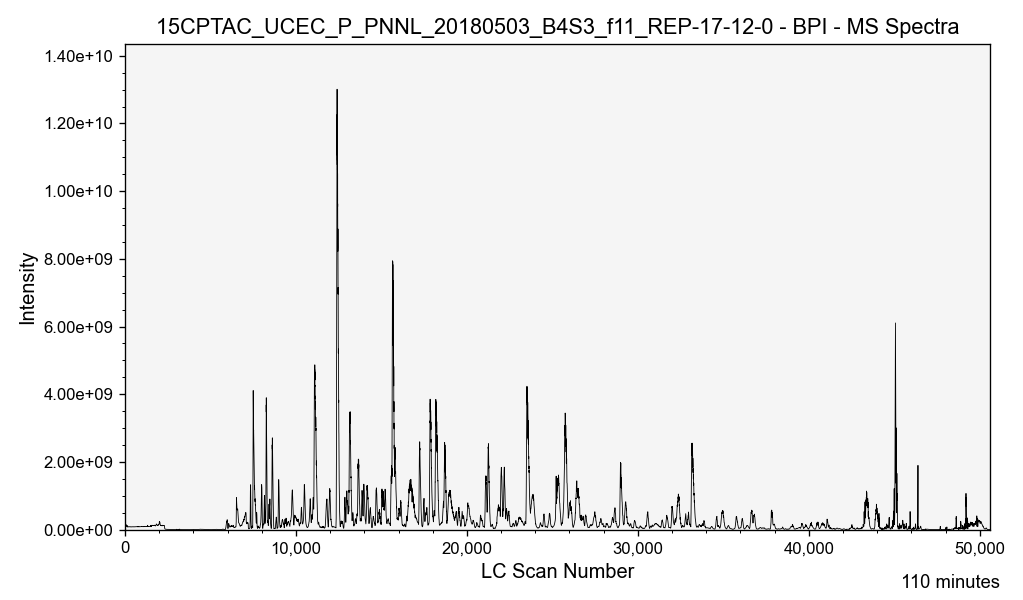 15CPTAC_UCEC_P_PNNL_20180503_B4S3_f11_REP-17-12-0 - BPI - MS Spectra
1.40e+10
1.20e+10
1.00e+10
8.00e+09
6.00e+09
4.00e+09
2.00e+09
0.00e+00
Intensity
0 10,000 20,000 30,000 40,000 50,000
LC Scan Number
110 minutes